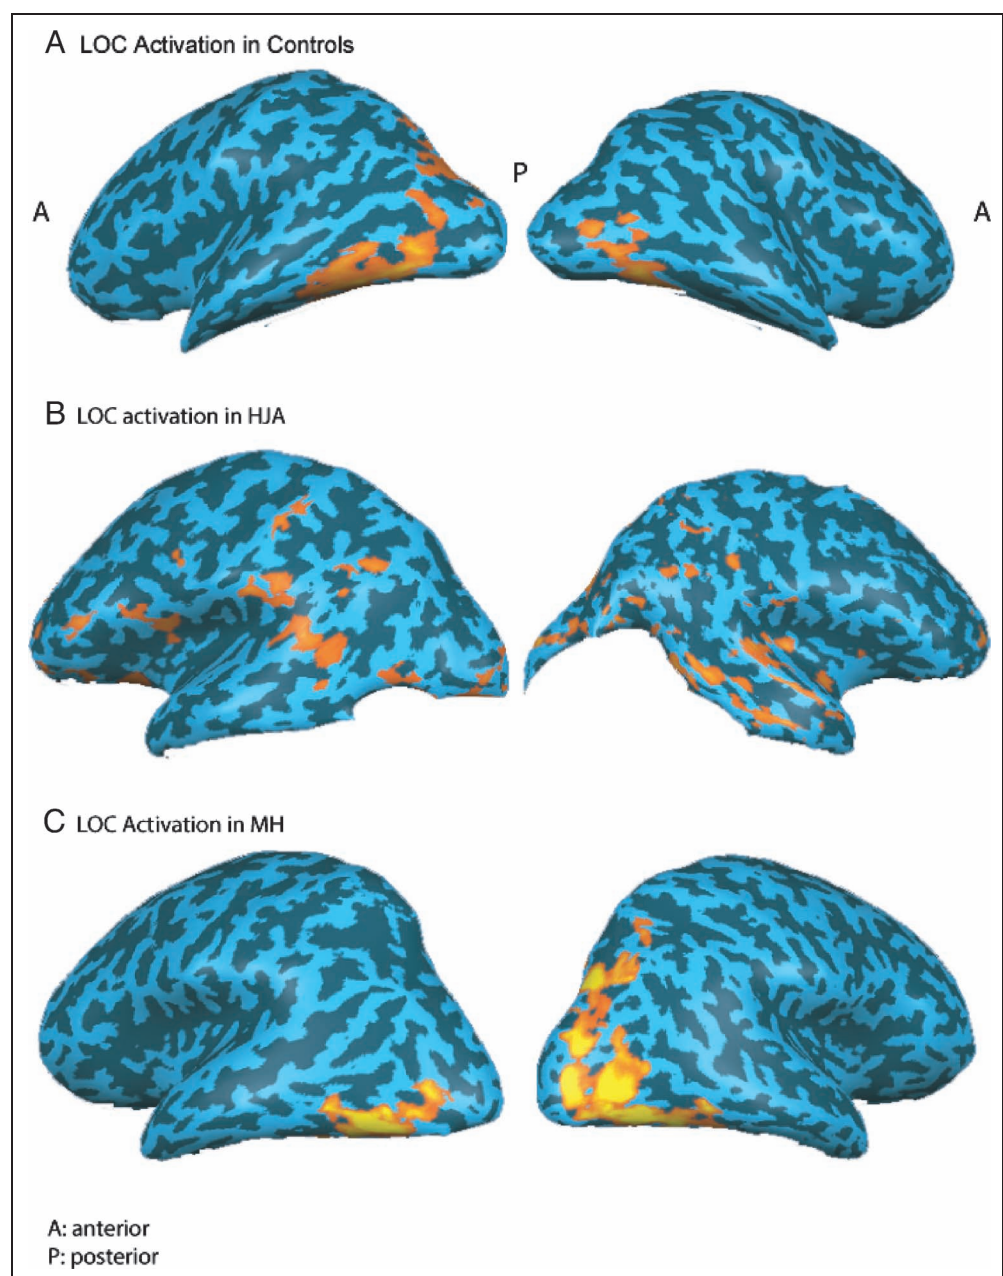 A LOC Activation in Controls
P
A
A
B LOC activation in HJA
C LOC Activation in MH
A: anterior
P: posterior